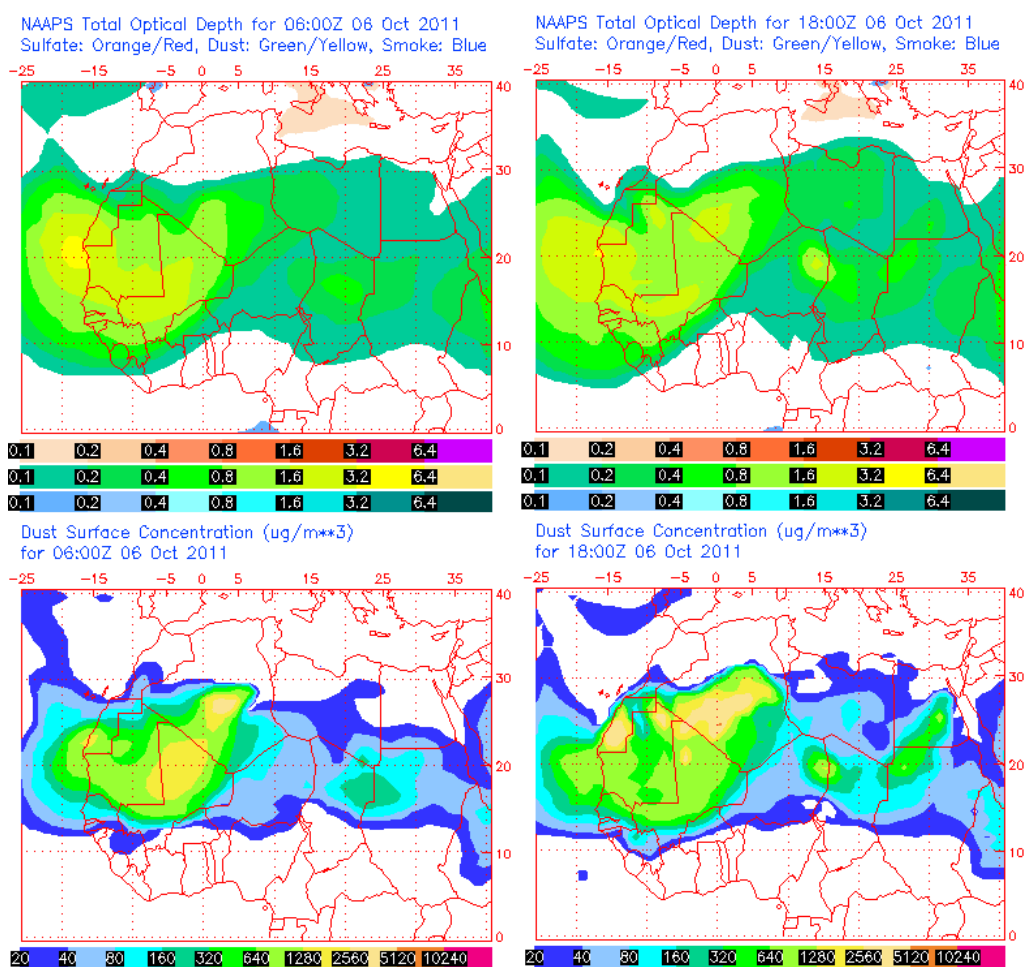 NAAPS Total Optical Depth for 06:00Z 06 Oct 2011
Sulfate: Orange/Red, Dust: Green/Yellow, Smoke: Blue
-25 -15 -5 0 5 15 25 35
40
30
20
10
0
0.1 0.2 0.4 0.8 1.6 3.2 6.4
0.1 0.2 0.4 0.8 1.6 3.2 6.4
0.1 0.2 0.4 0.8 1.6 3.2 6.4
NAAPS Total Optical Depth for 18:00Z 06 Oct 2011
Sulfate: Orange/Red, Dust: Green/Yellow, Smoke: Blue
-25 -15 -5 0 5 15 25 35
40
30
20
10
0
0.1 0.2 0.4 0.8 1.6 3.2 6.4
0.1 0.2 0.4 0.8 1.6 3.2 6.4
0.1 0.2 0.4 0.8 1.6 3.2 6.4
Dust Surface Concentration (ug/m**3)
for 06:00Z 06 Oct 2011
-25 -15 -5 0 5 15 25 35
40
30
20
10
0
20 40 80 160 320 640 1280 2560 5120 10240
Dust Surface Concentration (ug/m**3)
for 18:00Z 06 Oct 2011
-25 -15 -5 0 5 15 25 35
40
30
20
10
0
20 40 80 160 320 640 1280 2560 5120 10240